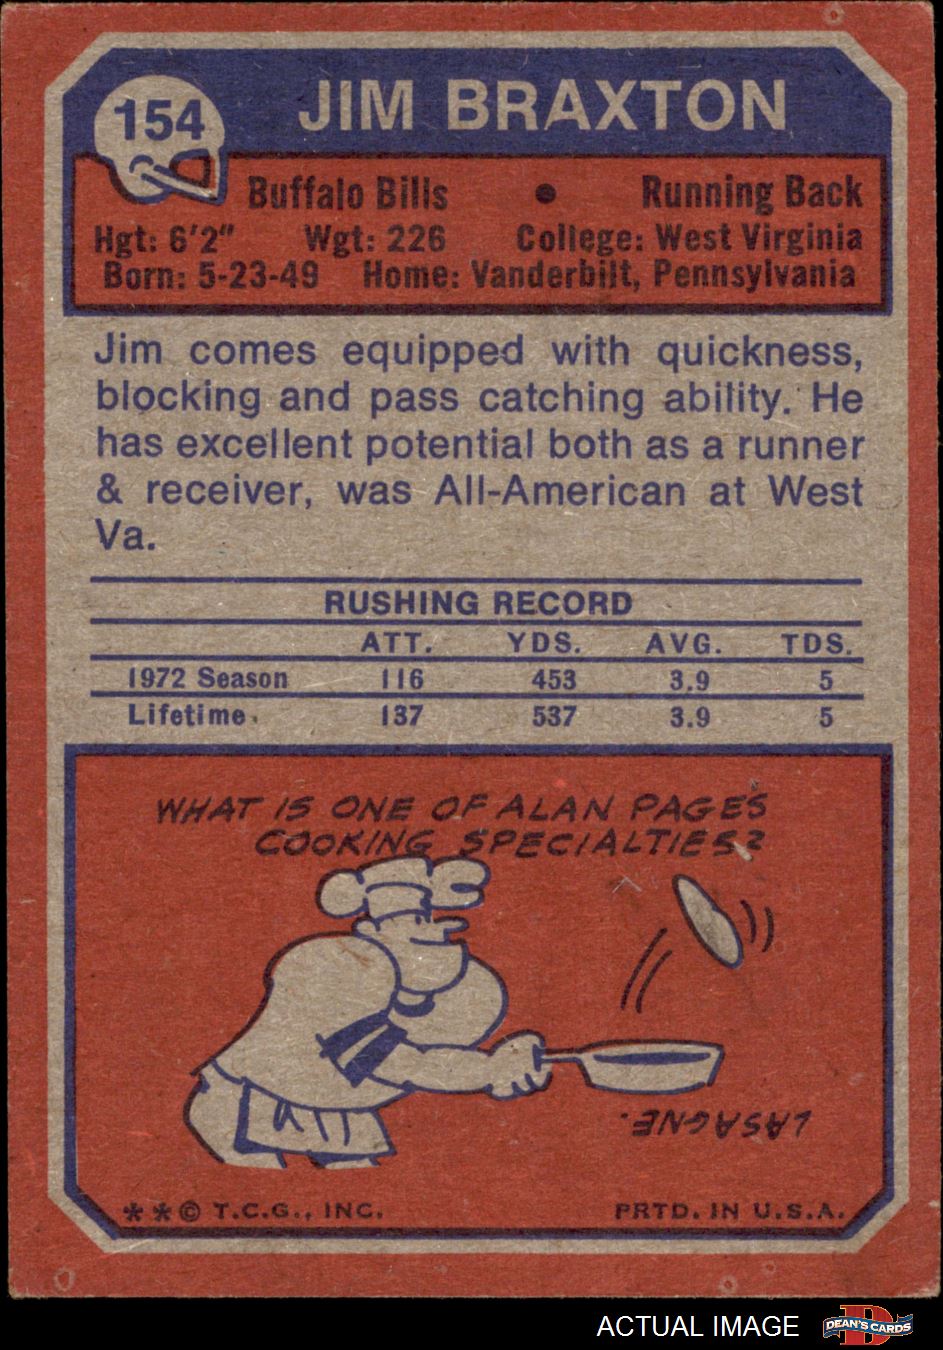 154
JIM BRAXTON
Buffalo Bills • Running Back
Hgt: 6'2" Wgt: 226 College: West Virginia
Born: 5-23-49 Home: Vanderbilt, Pennsylvania
Jim comes equipped with quickness,
blocking and pass catching ability. He
has excellent potential both as a runner
& receiver, was All-American at West
Va.
RUSHING RECORD
ATT. YDS. AVG. TDS.
1972 Season 116 453 3.9 5
Lifetime 137 537 3.9 5
WHAT IS ONE OF ALAN PAGE'S
COOKING SPECIALTIES?
LASAGNE.
**© T.C.G., INC. PRTD. IN U.S.A.
ACTUAL IMAGE DEAN'S CARDS